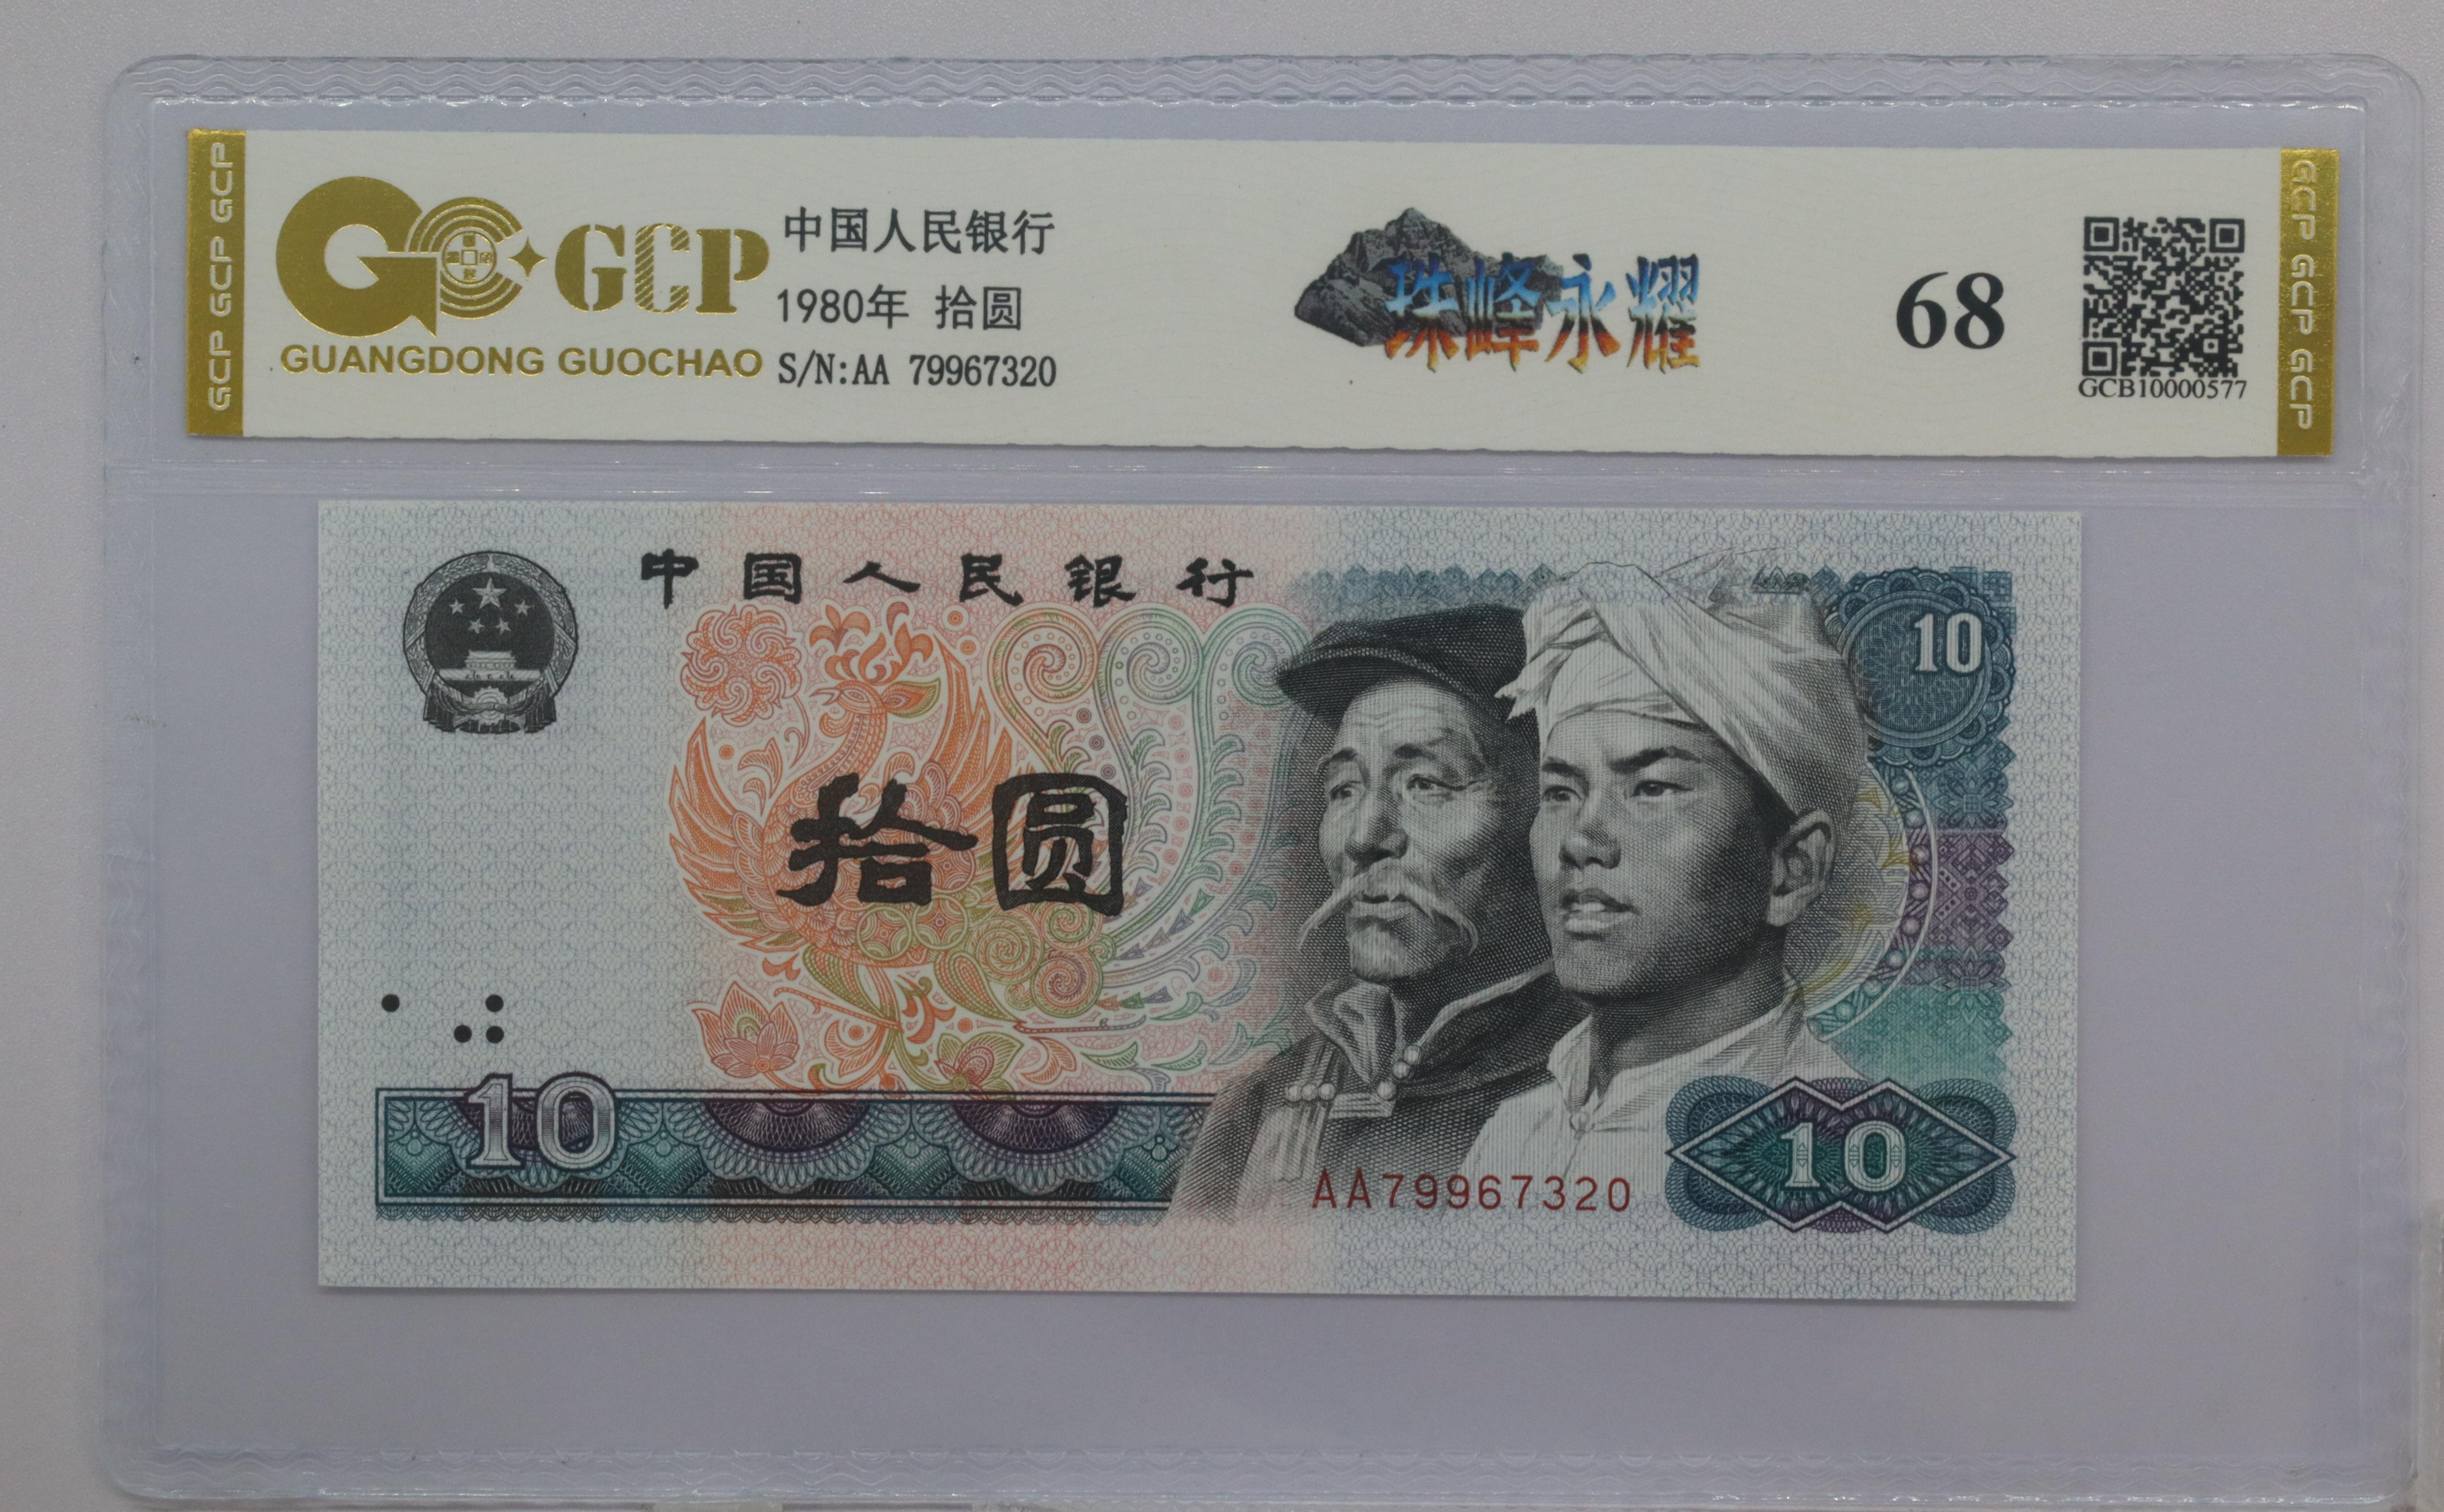 GCP GCP GCP
GCP
GUANGDONG GUOCHAO
中国人民银行
1980年 拾圆
S/N:AA 79967320
珠峰永耀
68
GCB10000577
GCP GCP GCP
中国人民银行
10
拾圆
10
AA79967320
10